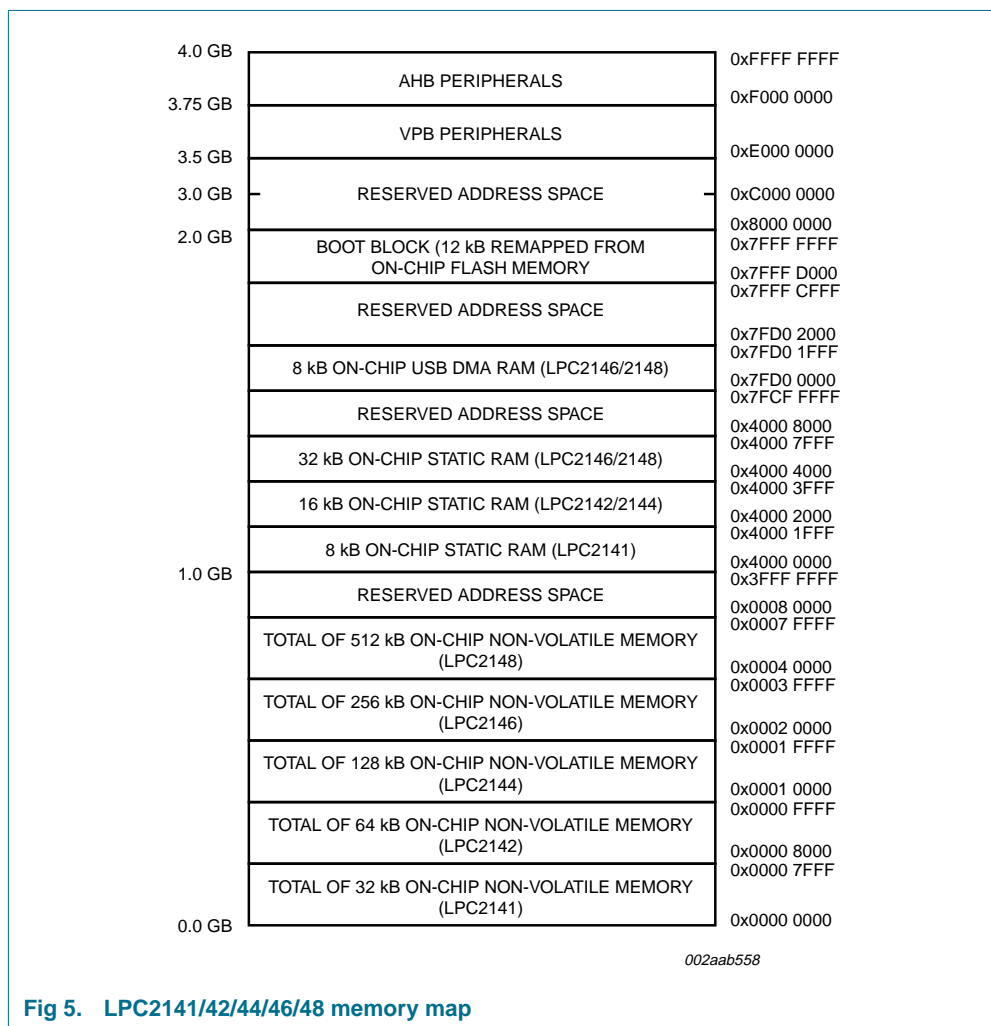 4.0 GB
0xFFFF FFFF
AHB PERIPHERALS
3.75 GB
0xF000 0000
VPB PERIPHERALS
3.5 GB
0xE000 0000
3.0 GB
RESERVED ADDRESS SPACE
0xC000 0000
0x8000 0000
2.0 GB
0x7FFF FFFF
BOOT BLOCK (12 kB REMAPPED FROM
ON-CHIP FLASH MEMORY
0x7FFF D000
0x7FFF CFFF
RESERVED ADDRESS SPACE
0x7FD0 2000
0x7FD0 1FFF
8 kB ON-CHIP USB DMA RAM (LPC2146/2148)
0x7FD0 0000
0x7FCF FFFF
RESERVED ADDRESS SPACE
0x4000 8000
0x4000 7FFF
32 kB ON-CHIP STATIC RAM (LPC2146/2148)
0x4000 4000
0x4000 3FFF
16 kB ON-CHIP STATIC RAM (LPC2142/2144)
0x4000 2000
0x4000 1FFF
8 kB ON-CHIP STATIC RAM (LPC2141)
0x4000 0000
1.0 GB
0x3FFF FFFF
RESERVED ADDRESS SPACE
0x0008 0000
0x0007 FFFF
TOTAL OF 512 kB ON-CHIP NON-VOLATILE MEMORY
(LPC2148)
0x0004 0000
0x0003 FFFF
TOTAL OF 256 kB ON-CHIP NON-VOLATILE MEMORY
(LPC2146)
0x0002 0000
0x0001 FFFF
TOTAL OF 128 kB ON-CHIP NON-VOLATILE MEMORY
(LPC2144)
0x0001 0000
0x0000 FFFF
TOTAL OF 64 kB ON-CHIP NON-VOLATILE MEMORY
(LPC2142)
0x0000 8000
0x0000 7FFF
TOTAL OF 32 kB ON-CHIP NON-VOLATILE MEMORY
(LPC2141)
0.0 GB
0x0000 0000
002aab558
Fig 5. LPC2141/42/44/46/48 memory map